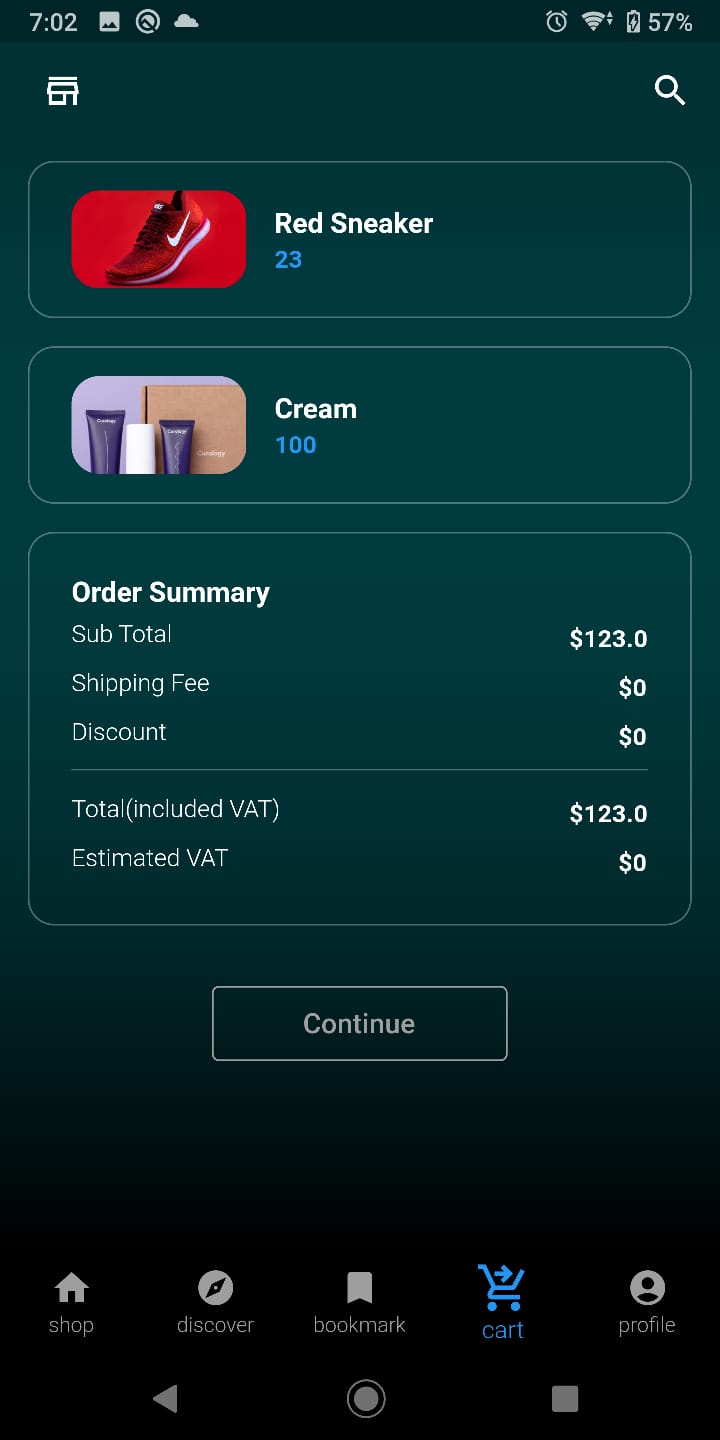 7:02 57%
Red Sneaker
23
Curology
Curology
Curology
Cream
100
Order Summary
Sub Total $123.0
Shipping Fee $0
Discount $0
Total(included VAT) $123.0
Estimated VAT $0
Continue
shop discover bookmark cart profile